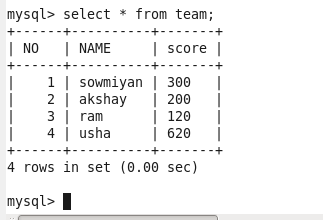 mysql> select * from team;
+------+----------+-------+
| NO   | NAME     | score |
+------+----------+-------+
|    1 | sowmiyan | 300   |
|    2 | akshay   | 200   |
|    3 | ram      | 120   |
|    4 | usha     | 620   |
+------+----------+-------+
4 rows in set (0.00 sec)
mysql>